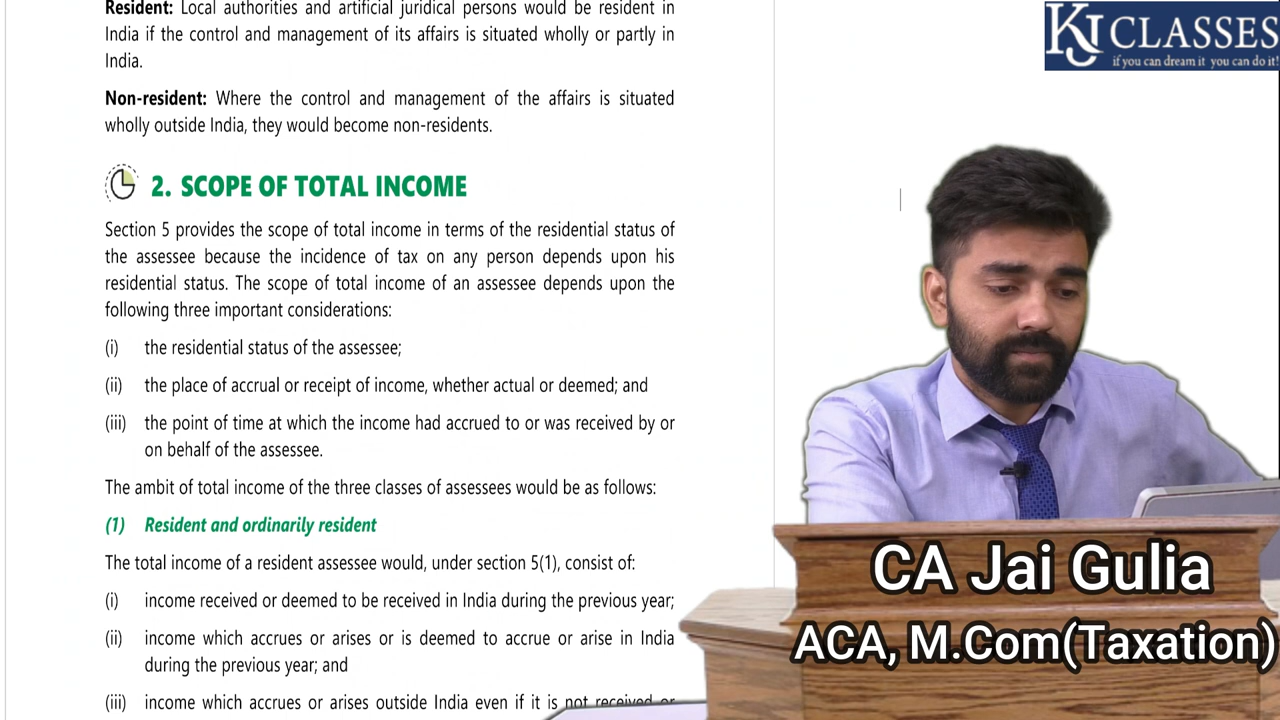 Resident: Local authorities and artificial juridical persons would be resident in
India if the control and management of its affairs is situated wholly or partly in
India.
Non-resident: Where the control and management of the affairs is situated
wholly outside India, they would become non-residents.
2. SCOPE OF TOTAL INCOME
Section 5 provides the scope of total income in terms of the residential status of
the assessee because the incidence of tax on any person depends upon his
residential status. The scope of total income of an assessee depends upon the
following three important considerations:
(i) the residential status of the assessee;
(ii) the place of accrual or receipt of income, whether actual or deemed; and
(iii) the point of time at which the income had accrued to or was received by or
on behalf of the assessee.
The ambit of total income of the three classes of assessees would be as follows:
(1) Resident and ordinarily resident
The total income of a resident assessee would, under section 5(1), consist of:
(i) income received or deemed to be received in India during the previous year;
(ii) income which accrues or arises or is deemed to accrue or arise in India
during the previous year; and
(iii) income which accrues or arises outside India even if it is not received or
KJ CLASSES
if you can dream it you can do it!
CA Jai Gulia
ACA, M.Com(Taxation)